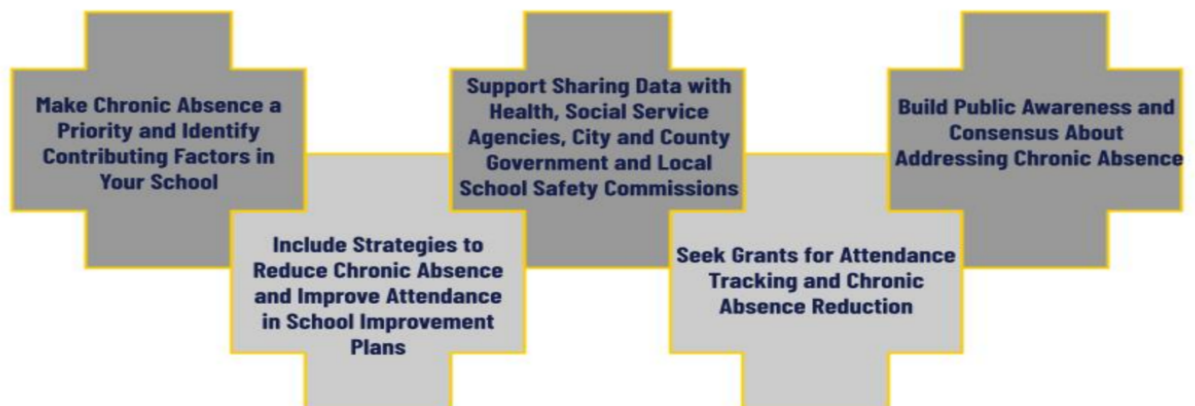 Make Chronic Absence a
Priority and Identify
Contributing Factors in
Your School
Include Strategies to
Reduce Chronic Absence
and Improve Attendance
in School Improvement
Plans
Support Sharing Data with
Health, Social Service
Agencies, City and County
Government and Local
School Safety Commissions
Seek Grants for Attendance
Tracking and Chronic
Absence Reduction
Build Public Awareness and
Consensus About
Addressing Chronic Absence